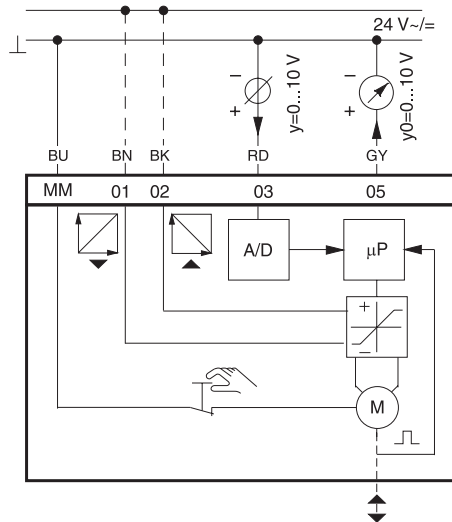 24 V~/=
⊥
− −
+ y=0...10 V + y0=0...10 V
BU BN BK RD GY
MM 01 02 03 05
A/D µP
+
−
M